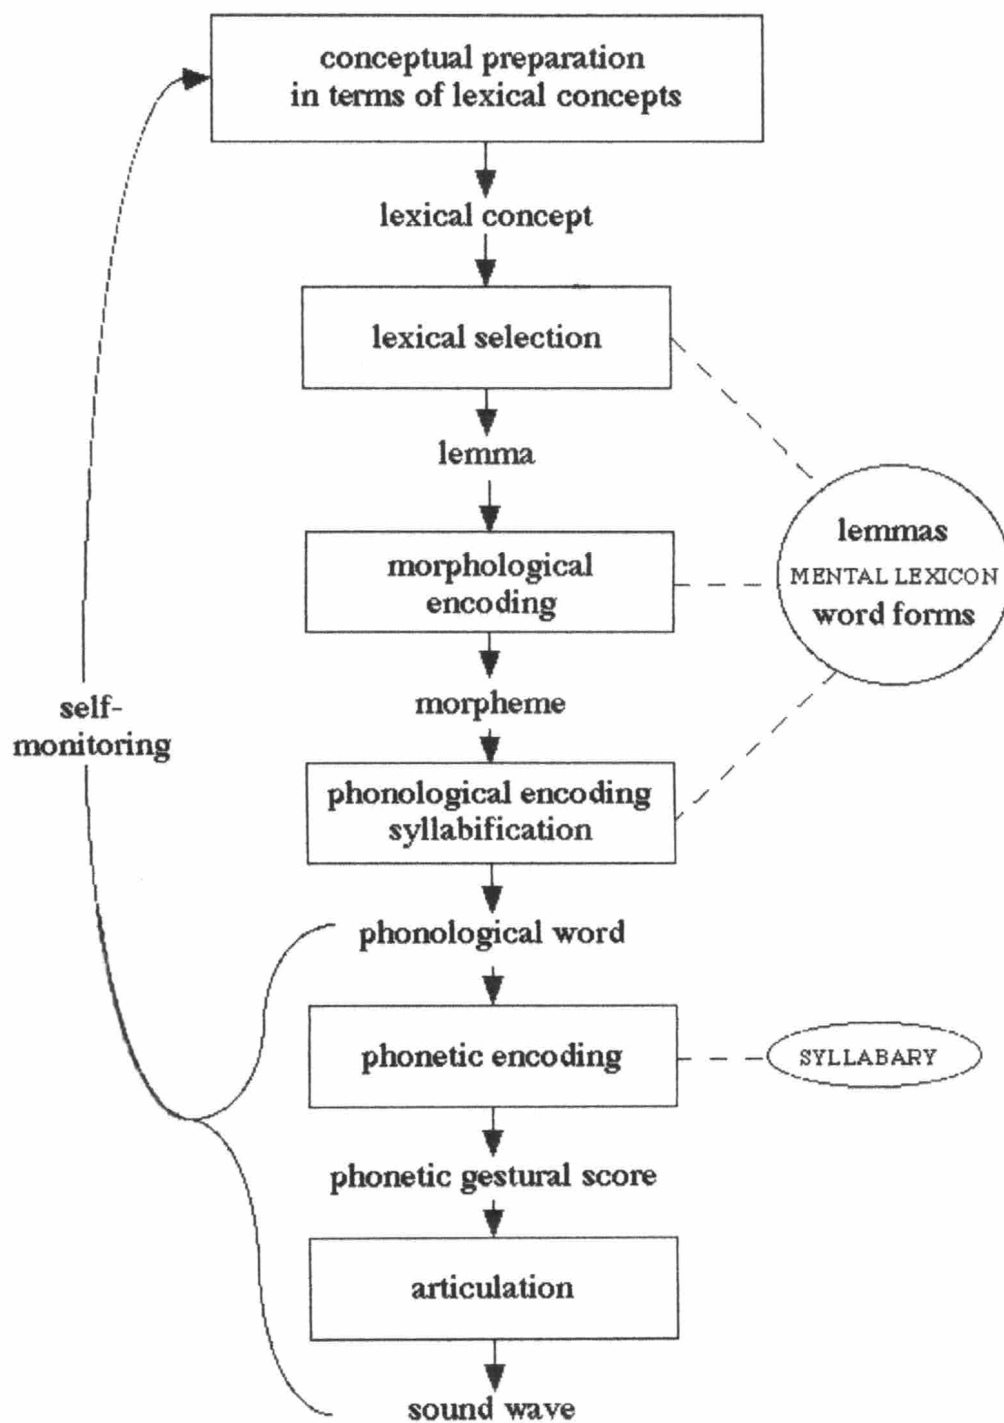 conceptual preparation
in terms of lexical concepts
lexical concept
lexical selection
lemma
lemmas
MENTAL LEXICON
word forms
morphological
encoding
morpheme
self-
monitoring
phonological encoding
syllabification
phonological word
phonetic encoding
SYLLABARY
phonetic gestural score
articulation
sound wave